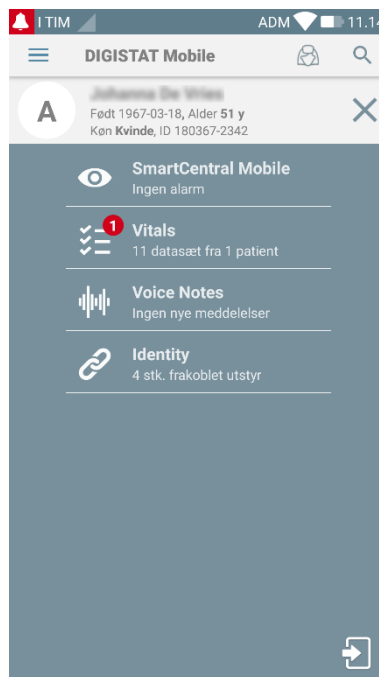 I TIM ADM 11.14
DIGISTAT Mobile
A
Født 1967-03-18, Alder 51 y
Køn Kvinde, ID 180367-2342
SmartCentral Mobile
Ingen alarm
1
Vitals
11 datasæt fra 1 patient
Voice Notes
Ingen nye meddelelser
Identity
4 stk. frakoblet utstyr